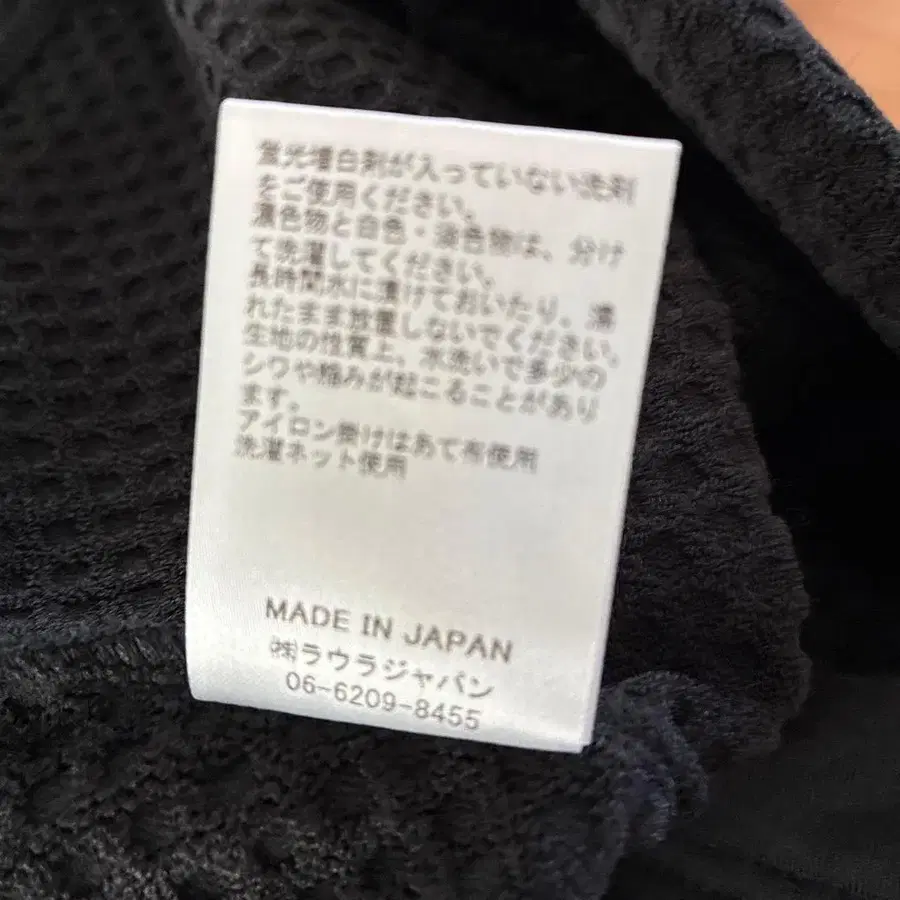 蛍光増白剤が入っていない洗剤
をご使用ください。
濃色物と白色・淡色物は、分け
て洗濯してください。
長時間水に漬けておいたり、濡
れたまま放置しないでください。
生地の性質上、水洗いで多少の
シワや縮みが起こることがあり
ます。
アイロン掛けはあて布使用
洗濯ネット使用
MADE IN JAPAN
㈱ラウラジャパン
06-6209-8455